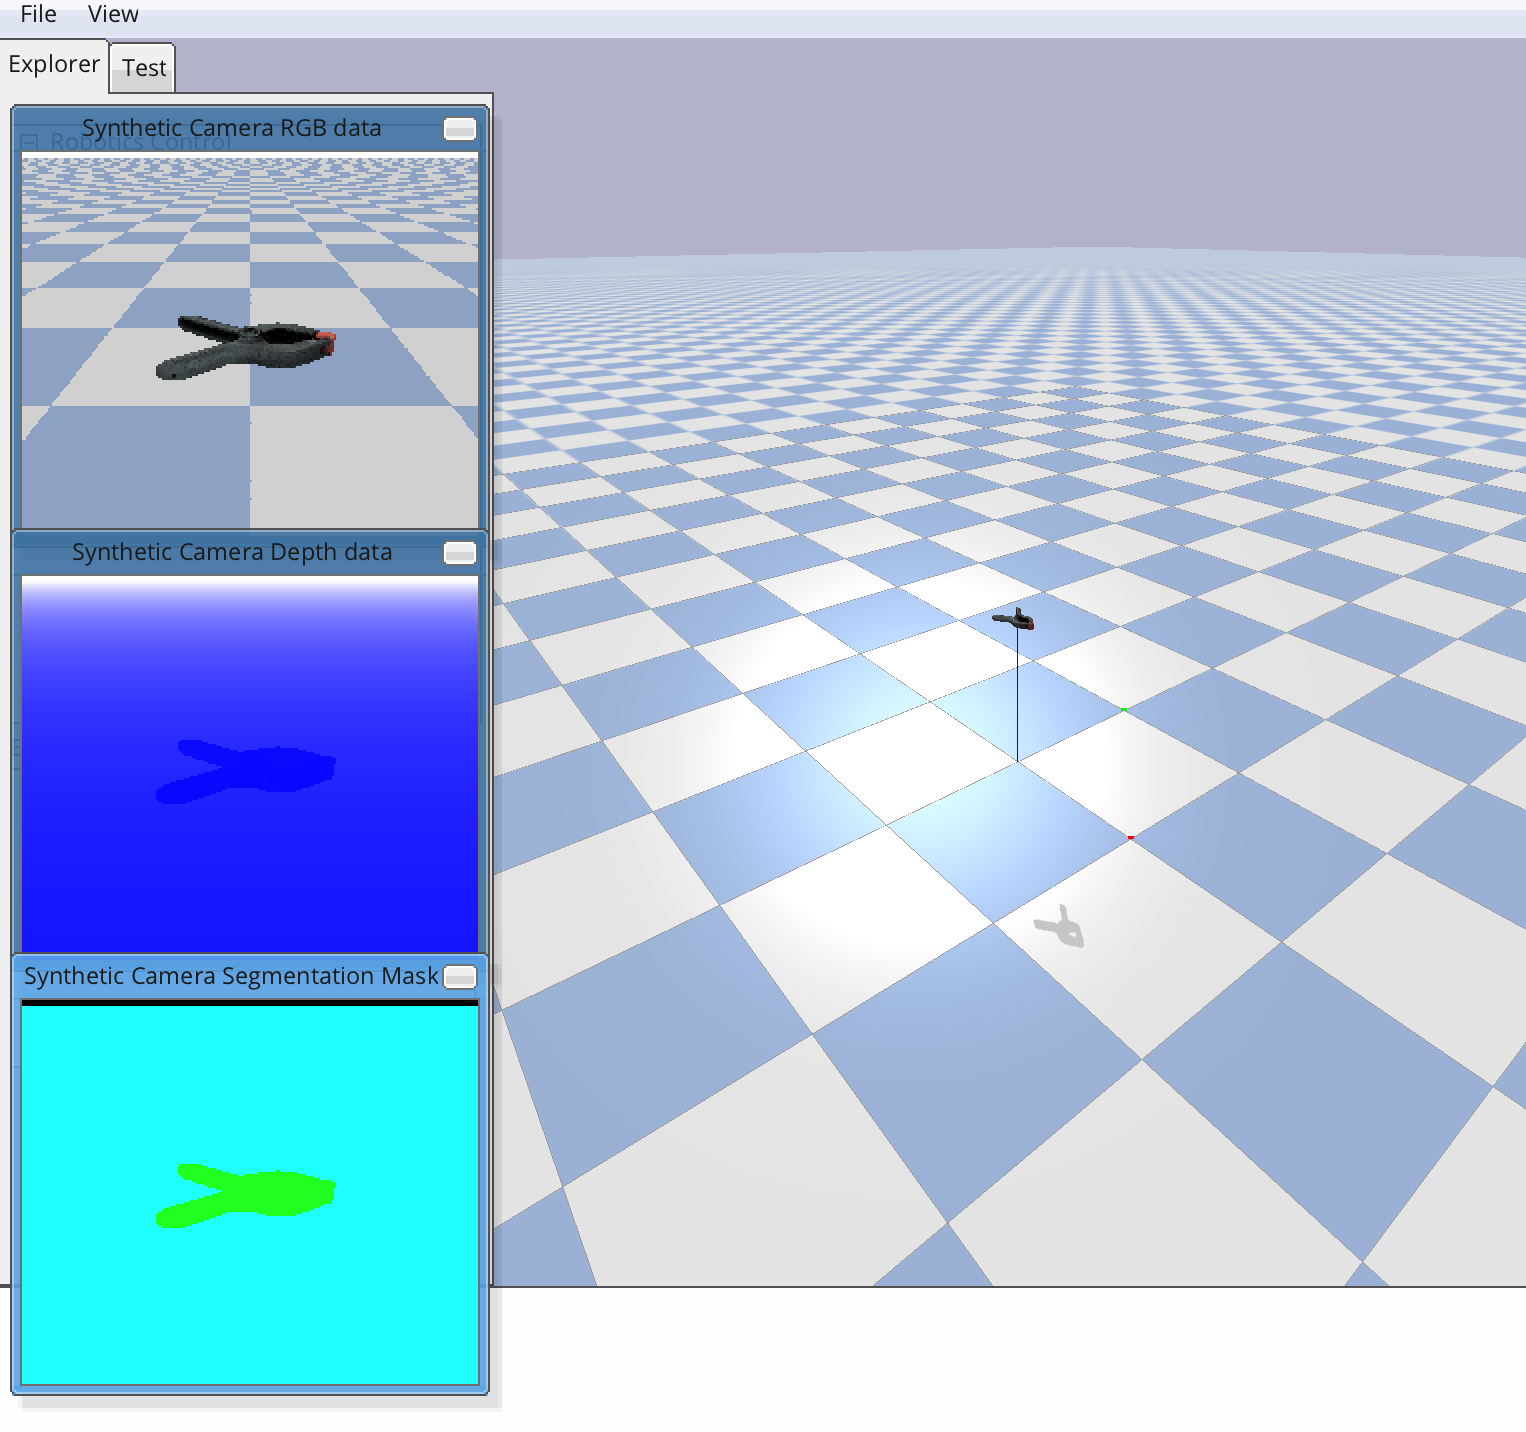 File View
Explorer Test
Synthetic Camera RGB data
Robotics Control
Synthetic Camera Depth data
Synthetic Camera Segmentation Mask